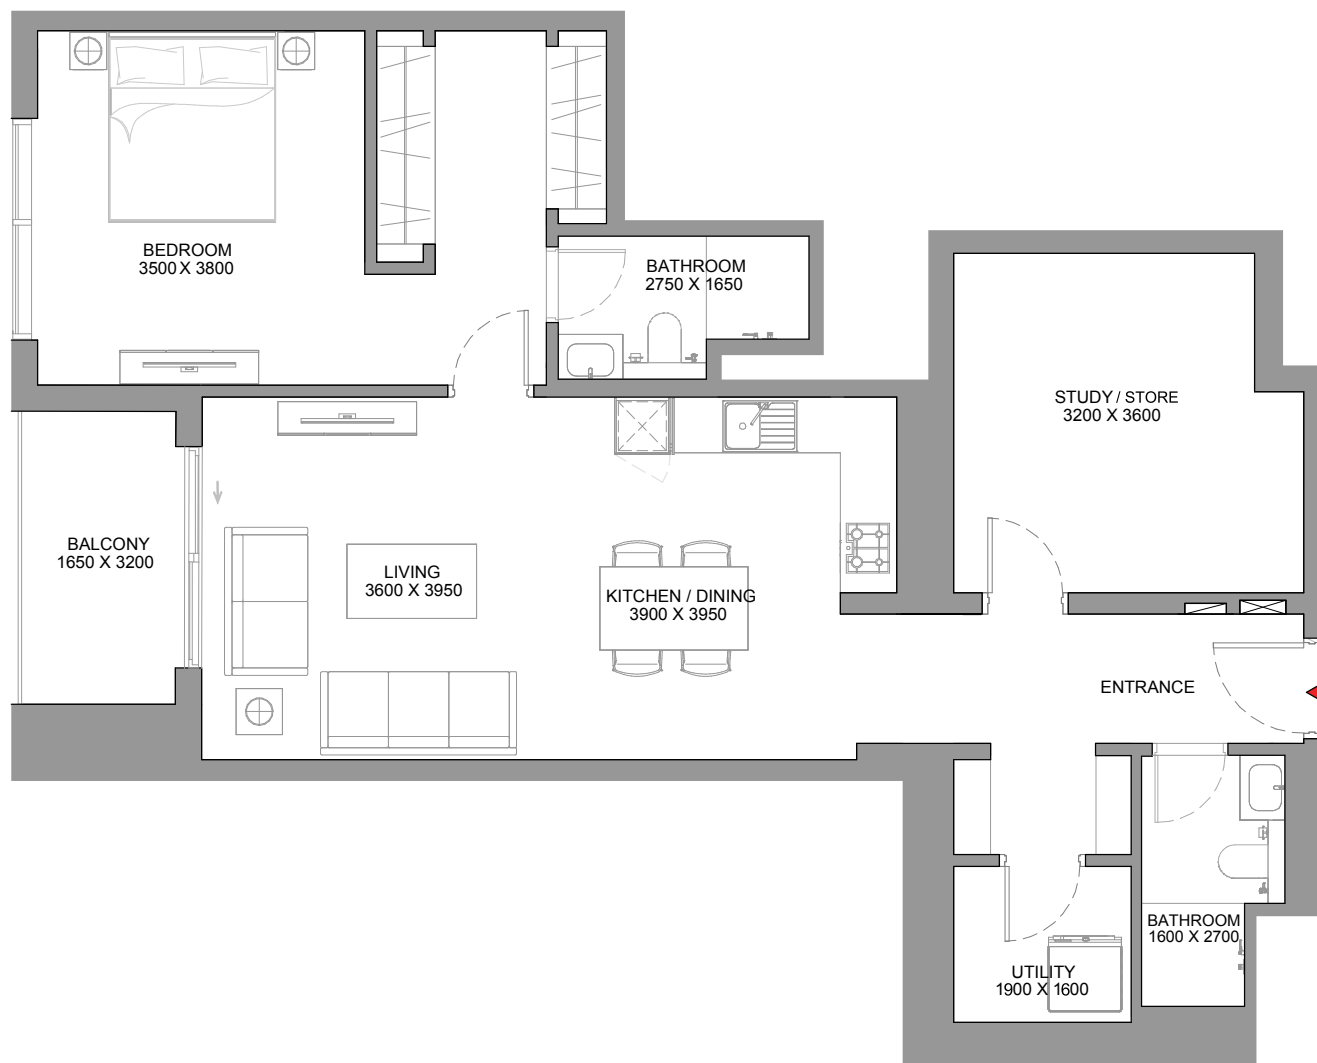 BEDROOM
3500 X 3800
BATHROOM
2750 X 1650
STUDY / STORE
3200 X 3600
BALCONY
1650 X 3200
LIVING
3600 X 3950
KITCHEN / DINING
3900 X 3950
ENTRANCE
BATHROOM
1600 X 2700
UTILITY
1900 X 1600